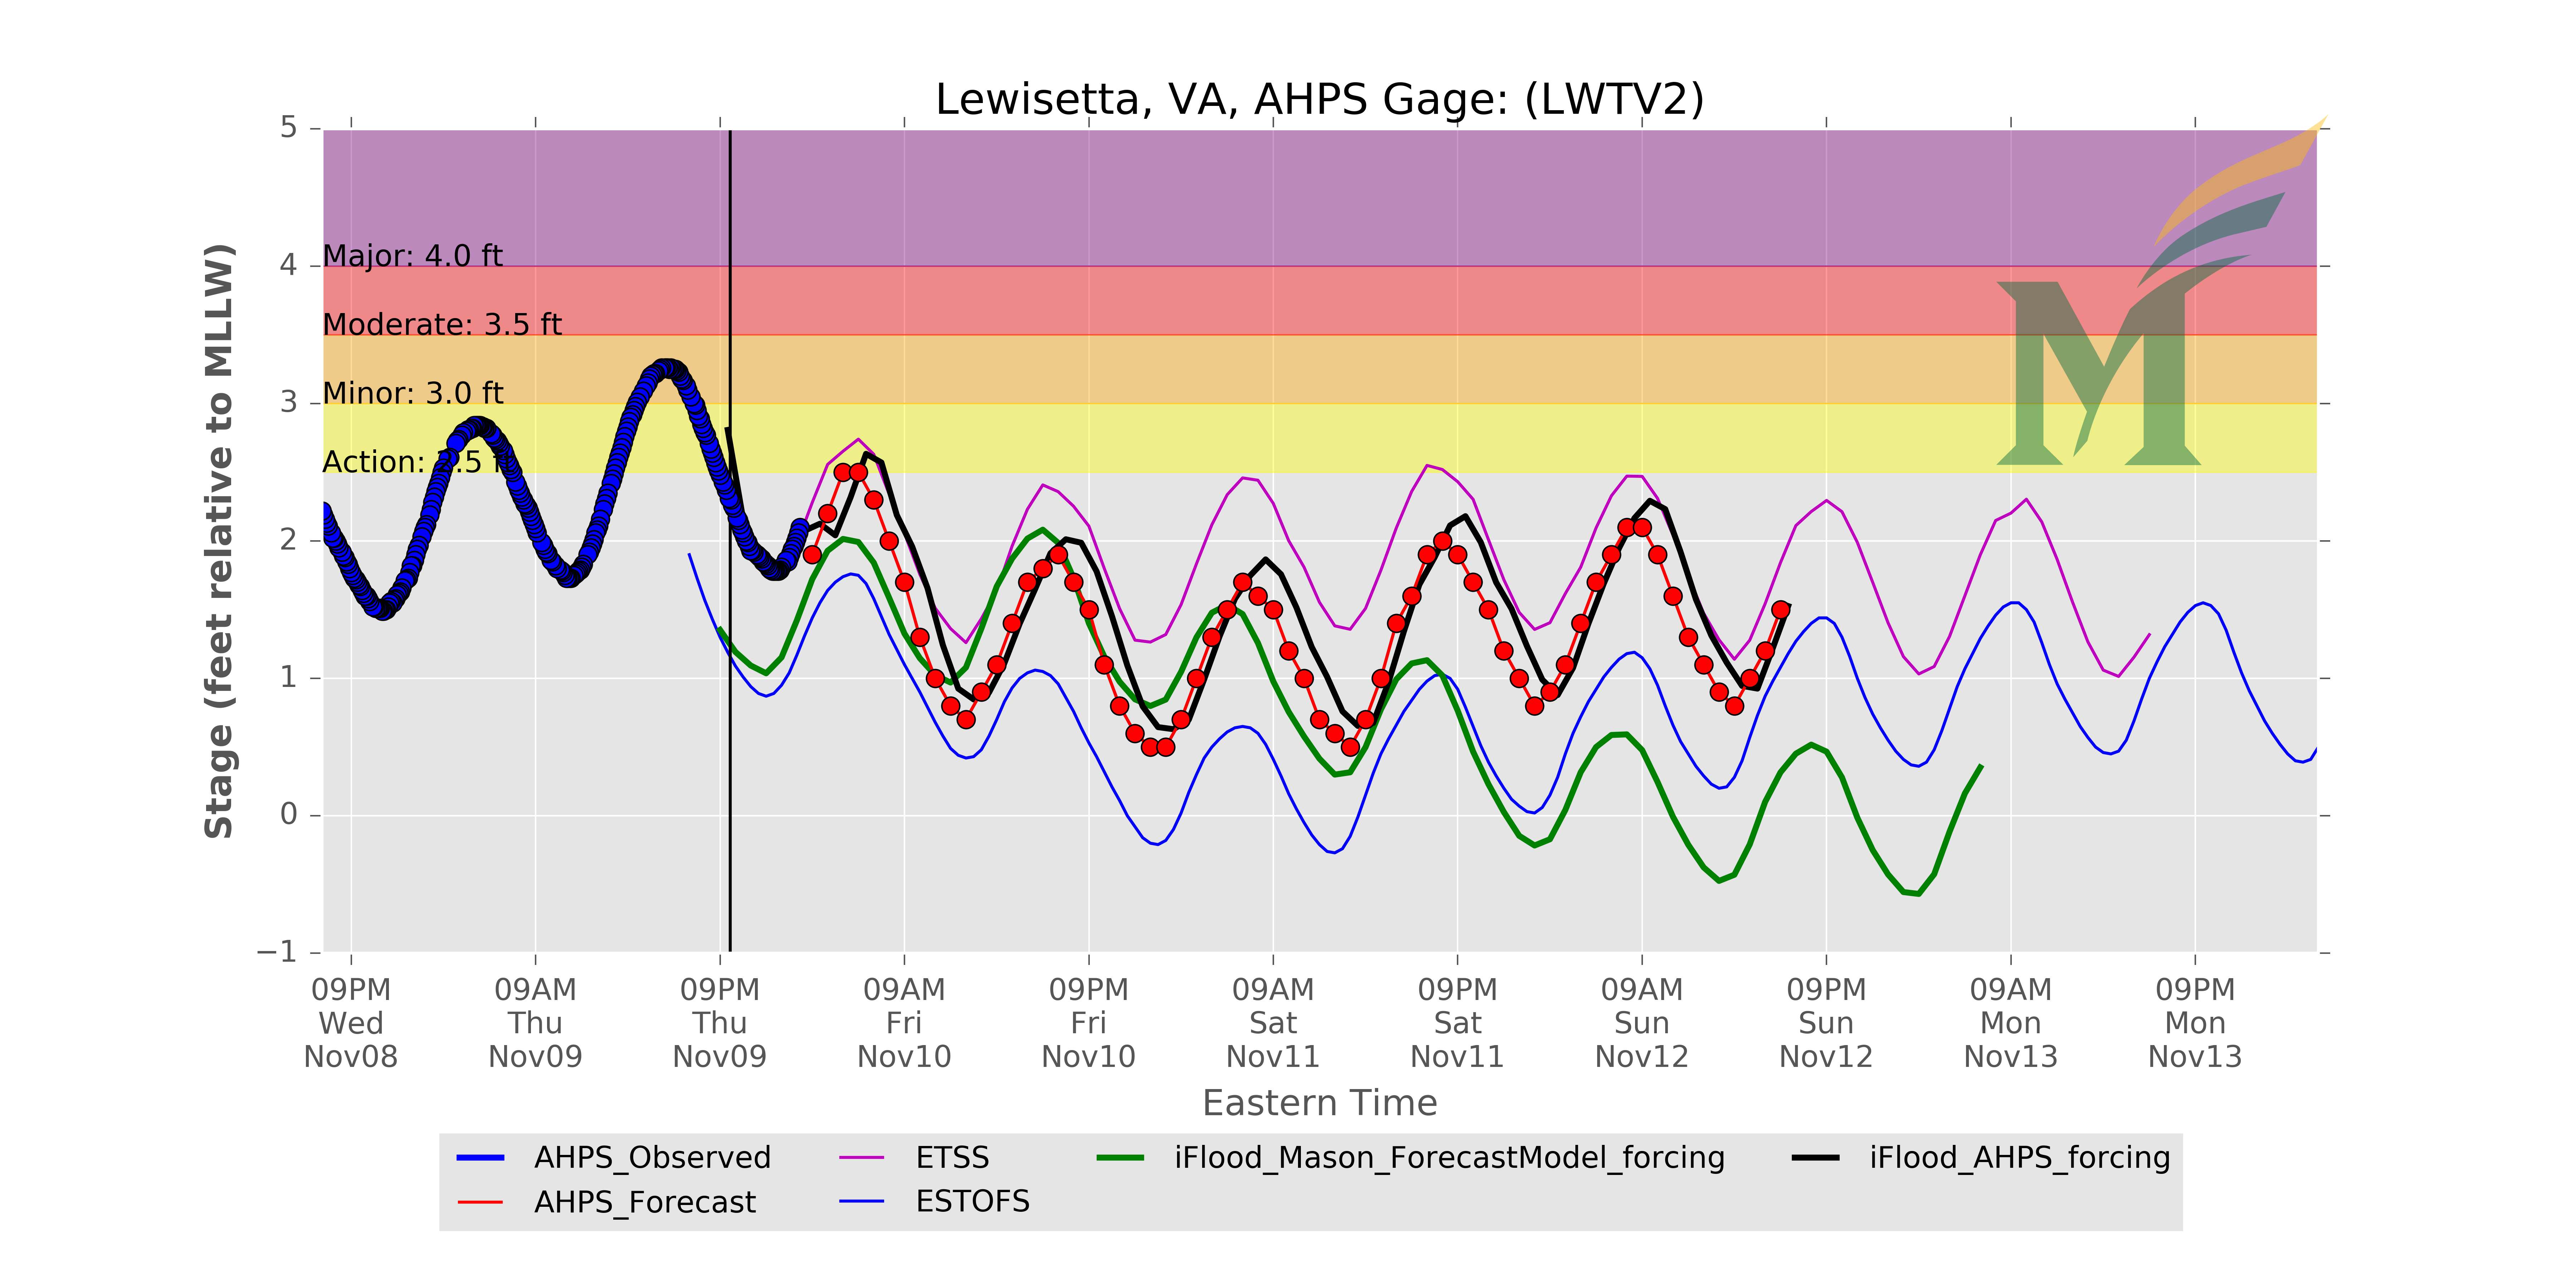 Lewisetta, VA, AHPS Gage: (LWTV2)
5
4
3
2
1
0
−1
Stage (feet relative to MLLW)
Major: 4.0 ft
Moderate: 3.5 ft
Minor: 3.0 ft
Action: 2.5 ft
M
09PM 09AM 09PM 09AM 09PM 09AM 09PM 09AM 09PM 09AM 09PM
Wed Thu Thu Fri Fri Sat Sat Sun Sun Mon Mon
Nov08 Nov09 Nov09 Nov10 Nov10 Nov11 Nov11 Nov12 Nov12 Nov13 Nov13
Eastern Time
AHPS_Observed ETSS iFlood_Mason_ForecastModel_forcing iFlood_AHPS_forcing
AHPS_Forecast ESTOFS